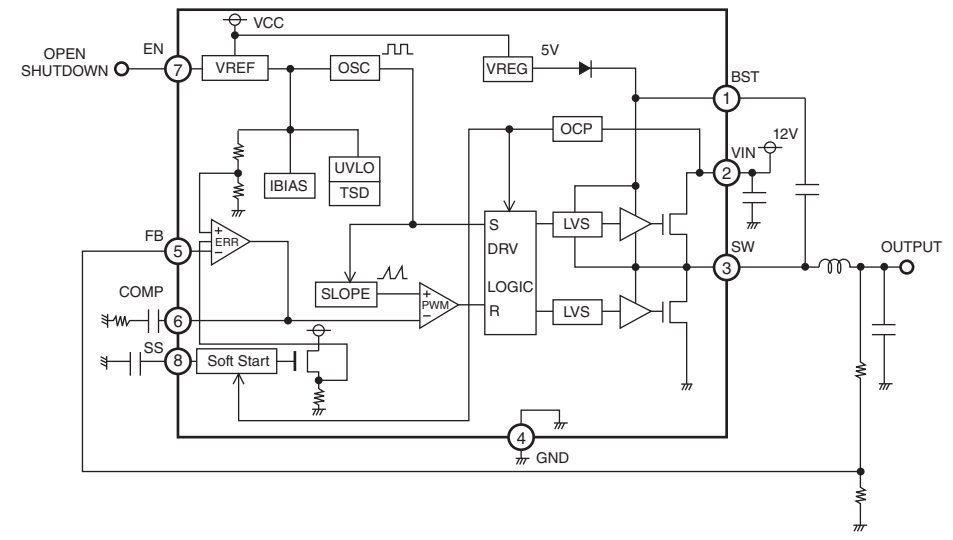 VCC
OPEN
SHUTDOWN
EN
7
VREF
OSC
5V
VREG
BST
1
OCP
12V
VIN
2
UVLO
TSD
IBIAS
LVS
S
DRV
LOGIC
R
FB
5
+
ERR
−
SW
3
OUTPUT
COMP
6
SLOPE
+
PWM
−
LVS
SS
8
Soft Start
4
GND